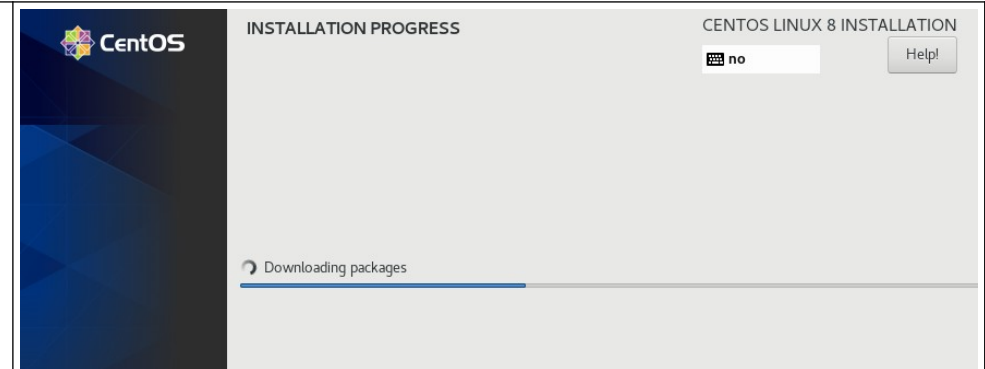 CentOS
INSTALLATION PROGRESS
CENTOS LINUX 8 INSTALLATION
no
Help!
Downloading packages